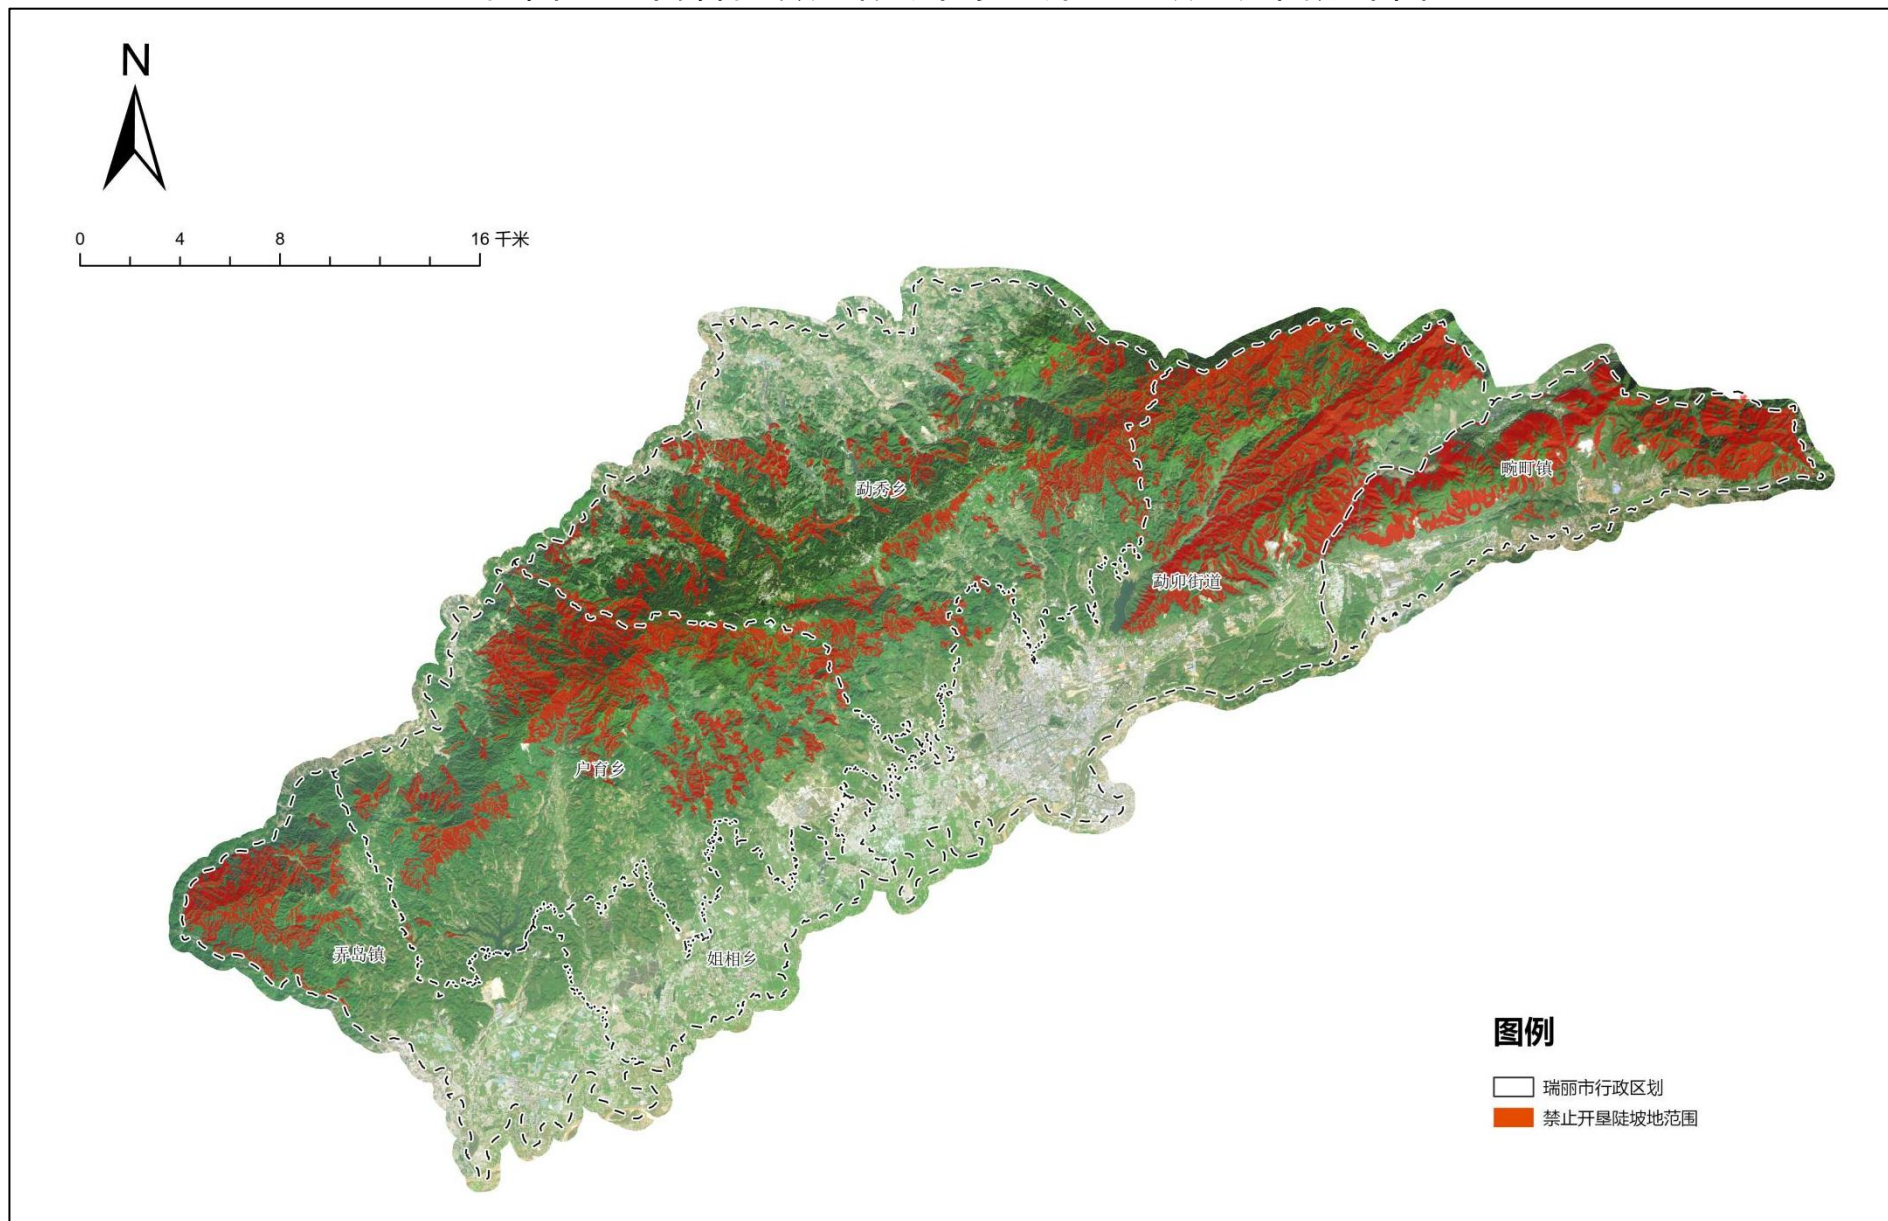 N
0 4 8 16 千米
勐秀乡
畹町镇
勐卯街道
户育乡
弄岛镇
姐相乡
图例
瑞丽市行政区划
禁止开垦陡坡地范围